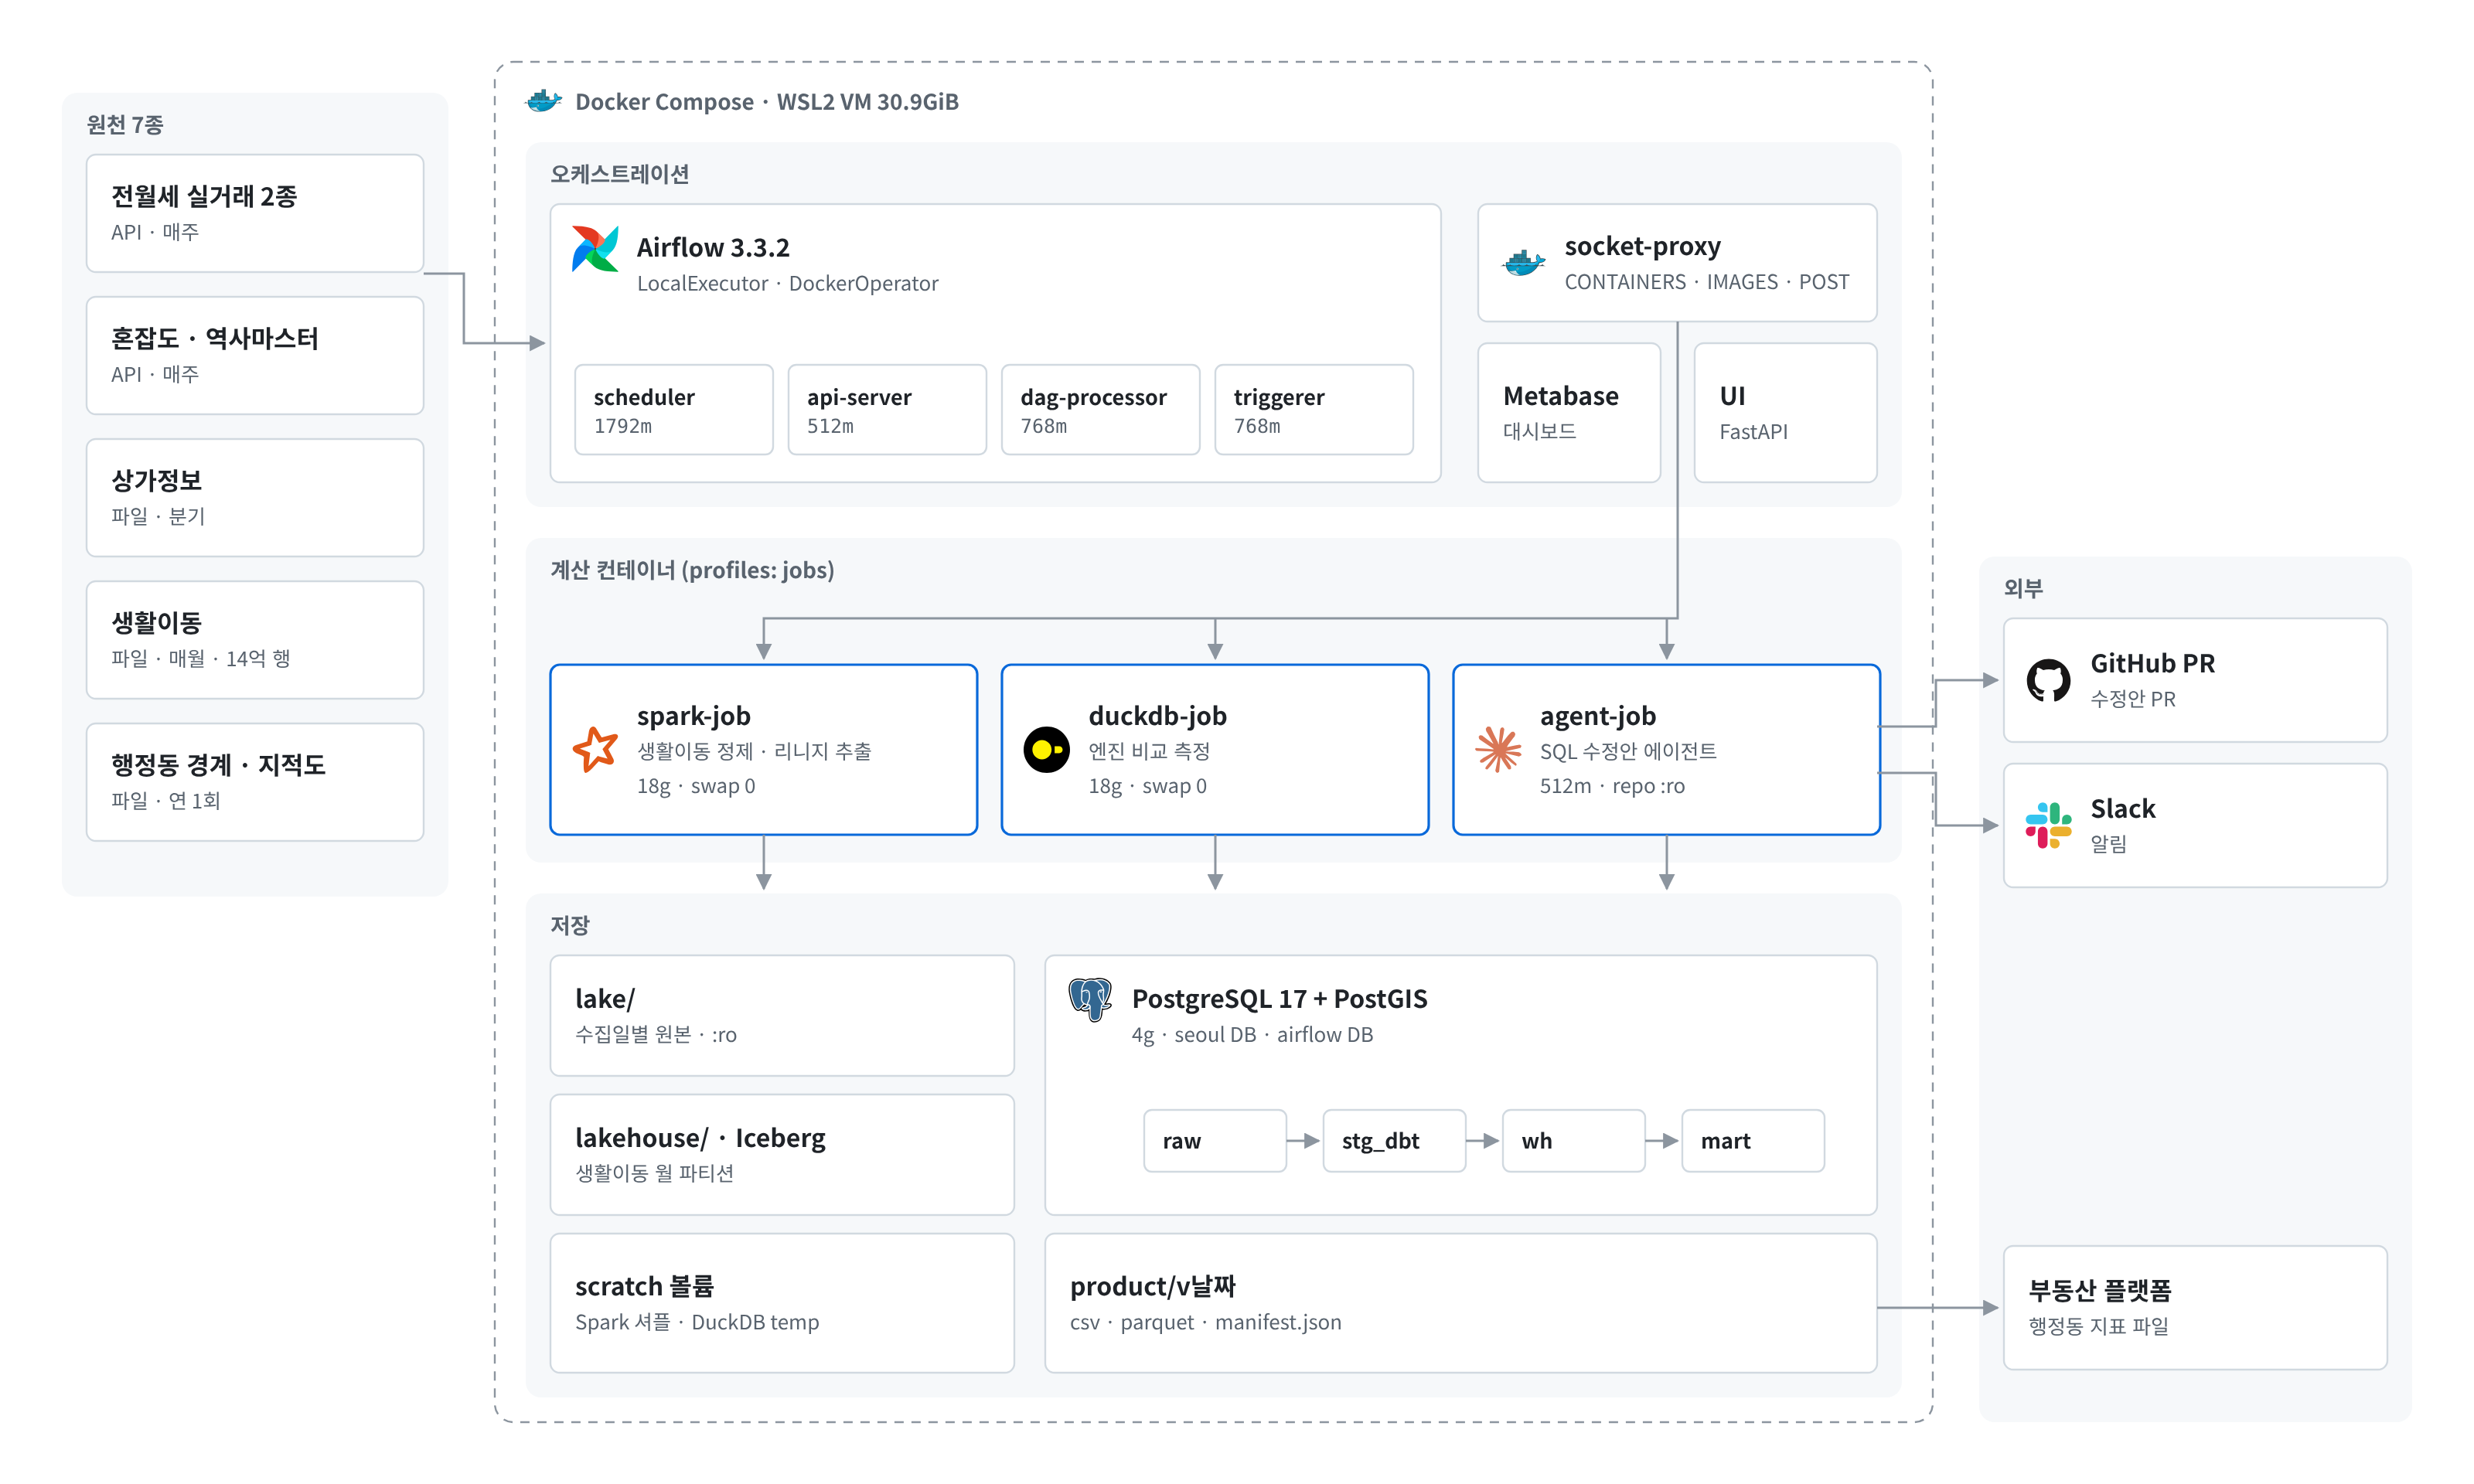 원천 7종
전월세 실거래 2종
API · 매주
혼잡도 · 역사마스터
API · 매주
상가정보
파일 · 분기
생활이동
파일 · 매월 · 14억 행
행정동 경계 · 지적도
파일 · 연 1회
Docker Compose · WSL2 VM 30.9GiB
오케스트레이션
Airflow 3.3.2
LocalExecutor · DockerOperator
scheduler
1792m
api-server
512m
dag-processor
768m
triggerer
768m
socket-proxy
CONTAINERS · IMAGES · POST
Metabase
대시보드
UI
FastAPI
계산 컨테이너 (profiles: jobs)
spark-job
생활이동 정제 · 리니지 추출
18g · swap 0
duckdb-job
엔진 비교 측정
18g · swap 0
agent-job
SQL 수정안 에이전트
512m · repo :ro
저장
lake/
수집일별 원본 · :ro
lakehouse/ · Iceberg
생활이동 월 파티션
scratch 볼륨
Spark 셔플 · DuckDB temp
PostgreSQL 17 + PostGIS
4g · seoul DB · airflow DB
raw
stg_dbt
wh
mart
product/v날짜
csv · parquet · manifest.json
외부
GitHub PR
수정안 PR
Slack
알림
부동산 플랫폼
행정동 지표 파일